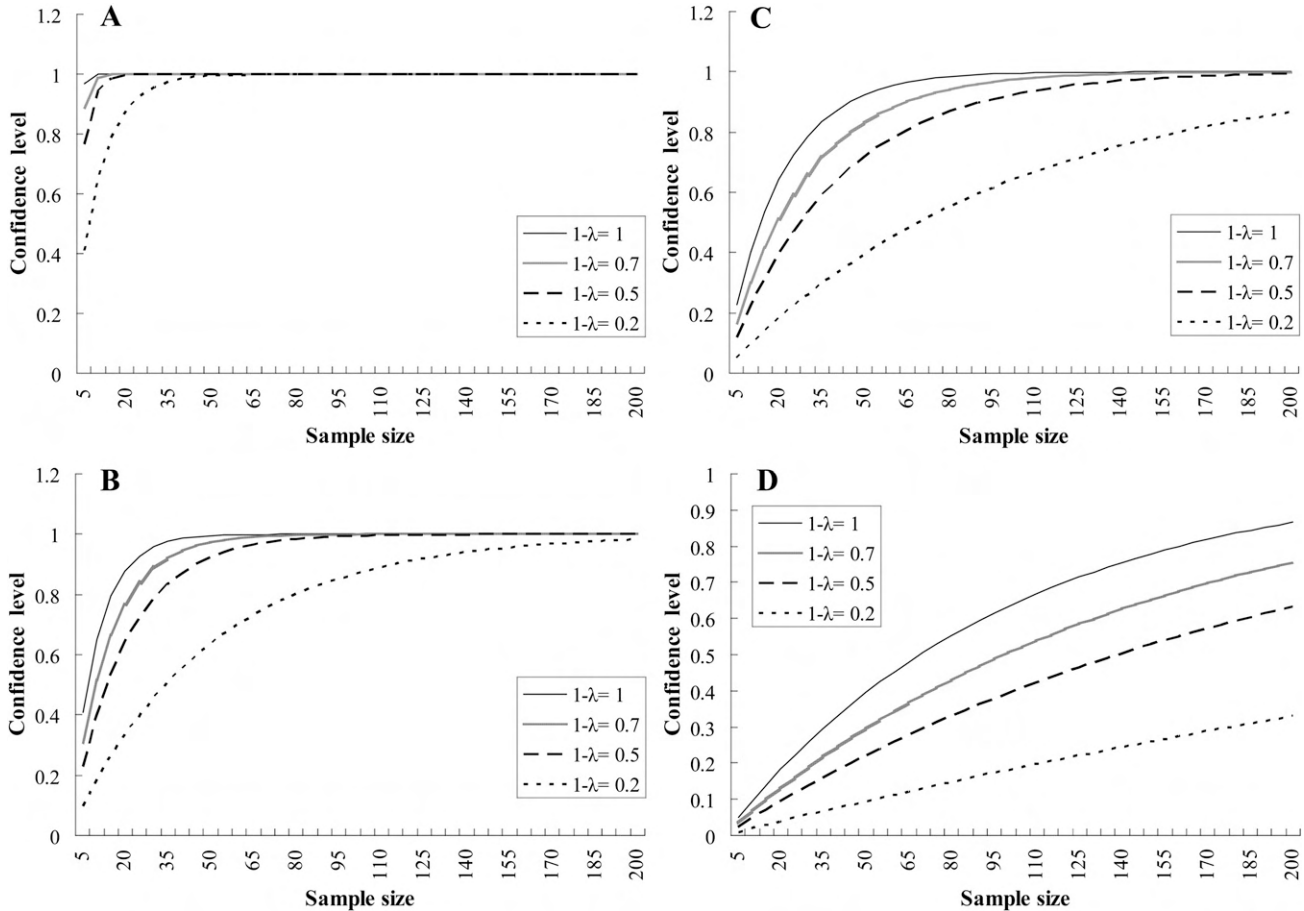 A
1.2
1
0.8
0.6
0.4
0.2
0
Confidence level
5 20 35 50 65 80 95 110 125 140 155 170 185 200
Sample size
1-λ= 1
1-λ= 0.7
1-λ= 0.5
1-λ= 0.2
C
1.2
1
0.8
0.6
0.4
0.2
0
Confidence level
5 20 35 50 65 80 95 110 125 140 155 170 185 200
Sample size
1-λ= 1
1-λ= 0.7
1-λ= 0.5
1-λ= 0.2
B
1.2
1
0.8
0.6
0.4
0.2
0
Confidence level
5 20 35 50 65 80 95 110 125 140 155 170 185 200
Sample size
1-λ= 1
1-λ= 0.7
1-λ= 0.5
1-λ= 0.2
D
1
0.9
0.8
0.7
0.6
0.5
0.4
0.3
0.2
0.1
0
Confidence level
5 20 35 50 65 80 95 110 125 140 155 170 185 200
Sample size
1-λ= 1
1-λ= 0.7
1-λ= 0.5
1-λ= 0.2